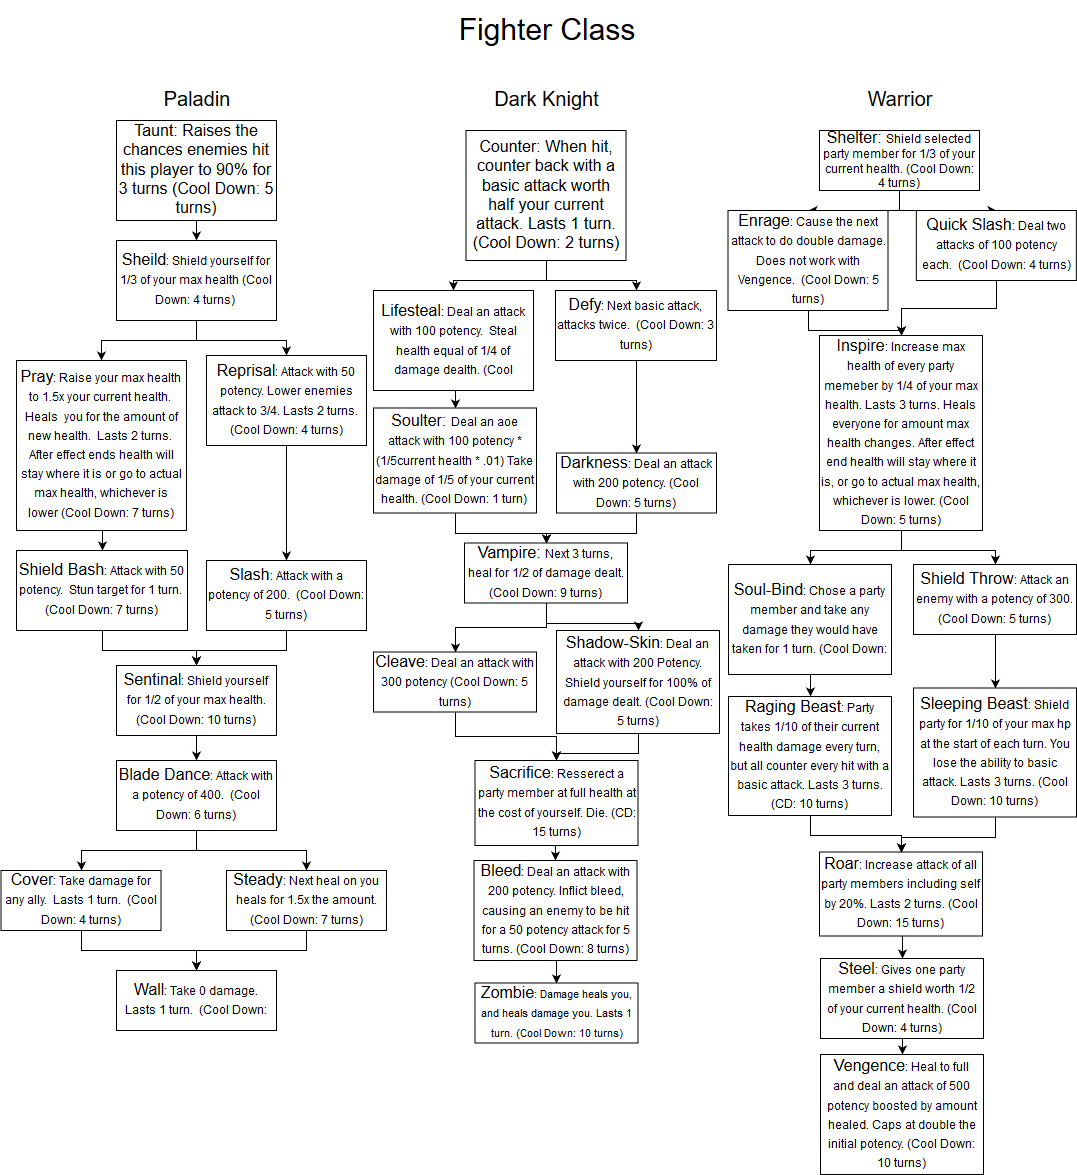 Fighter Class
Paladin
Taunt: Raises the
chances enemies hit
this player to 90% for
3 turns (Cool Down: 5
turns)
Sheild: Shield yourself for
1/3 of your max health (Cool
Down: 4 turns)
Pray: Raise your max health
to 1.5x your current health.
Heals  you for the amount of
new health.  Lasts 2 turns.
After effect ends health will
stay where it is or go to actual
max health, whichever is
lower (Cool Down: 7 turns)
Reprisal: Attack with 50
potency. Lower enemies
attack to 3/4. Lasts 2 turns.
(Cool Down: 4 turns)
Shield Bash: Attack with 50
potency.  Stun target for 1 turn.
(Cool Down: 7 turns)
Slash: Attack with a
potency of 200.  (Cool Down:
5 turns)
Sentinal: Shield yourself
for 1/2 of your max health.
(Cool Down: 10 turns)
Blade Dance: Attack with
a potency of 400.  (Cool
Down: 6 turns)
Cover: Take damage for
any ally.  Lasts 1 turn.  (Cool
Down: 4 turns)
Steady: Next heal on you
heals for 1.5x the amount.
(Cool Down: 7 turns)
Wall: Take 0 damage.
Lasts 1 turn.  (Cool Down:
Dark Knight
Counter: When hit,
counter back with a
basic attack worth
half your current
attack. Lasts 1 turn.
(Cool Down: 2 turns)
Lifesteal: Deal an attack
with 100 potency.  Steal
health equal of 1/4 of
damage dealth. (Cool
Defy: Next basic attack,
attacks twice.  (Cool Down: 3
turns)
Soulter: Deal an aoe
attack with 100 potency *
(1/5current health * .01) Take
damage of 1/5 of your current
health. (Cool Down: 1 turn)
Darkness: Deal an attack
with 200 potency. (Cool
Down: 5 turns)
Vampire: Next 3 turns,
heal for 1/2 of damage dealt.
(Cool Down: 9 turns)
Cleave: Deal an attack with
300 potency (Cool Down: 5
turns)
Shadow-Skin: Deal an
attack with 200 Potency.
Shield yourself for 100% of
damage dealt. (Cool Down:
5 turns)
Sacrifice: Resserect a
party member at full health at
the cost of yourself. Die. (CD:
15 turns)
Bleed: Deal an attack with
200 potency. Inflict bleed,
causing an enemy to be hit
for a 50 potency attack for 5
turns. (Cool Down: 8 turns)
Zombie: Damage heals you,
and heals damage you. Lasts 1
turn. (Cool Down: 10 turns)
Warrior
Shelter: Shield selected
party member for 1/3 of your
current health. (Cool Down:
4 turns)
Enrage: Cause the next
attack to do double damage.
Does not work with
Vengence.  (Cool Down: 5
turns)
Quick Slash: Deal two
attacks of 100 potency
each.  (Cool Down: 4 turns)
Inspire: Increase max
health of every party
memeber by 1/4 of your max
health. Lasts 3 turns. Heals
everyone for amount max
health changes. After effect
end health will stay where it
is, or go to actual max health,
whichever is lower. (Cool
Down: 5 turns)
Soul-Bind: Chose a party
member and take any
damage they would have
taken for 1 turn. (Cool Down:
Shield Throw: Attack an
enemy with a potency of 300.
(Cool Down: 5 turns)
Raging Beast: Party
takes 1/10 of their current
health damage every turn,
but all counter every hit with a
basic attack. Lasts 3 turns.
(CD: 10 turns)
Sleeping Beast: Shield
party for 1/10 of your max hp
at the start of each turn. You
lose the ability to basic
attack. Lasts 3 turns. (Cool
Down: 10 turns)
Roar: Increase attack of all
party members including self
by 20%. Lasts 2 turns. (Cool
Down: 15 turns)
Steel: Gives one party
member a shield worth 1/2
of your current health. (Cool
Down: 4 turns)
Vengence: Heal to full
and deal an attack of 500
potency boosted by amount
healed. Caps at double the
initial potency. (Cool Down:
10 turns)